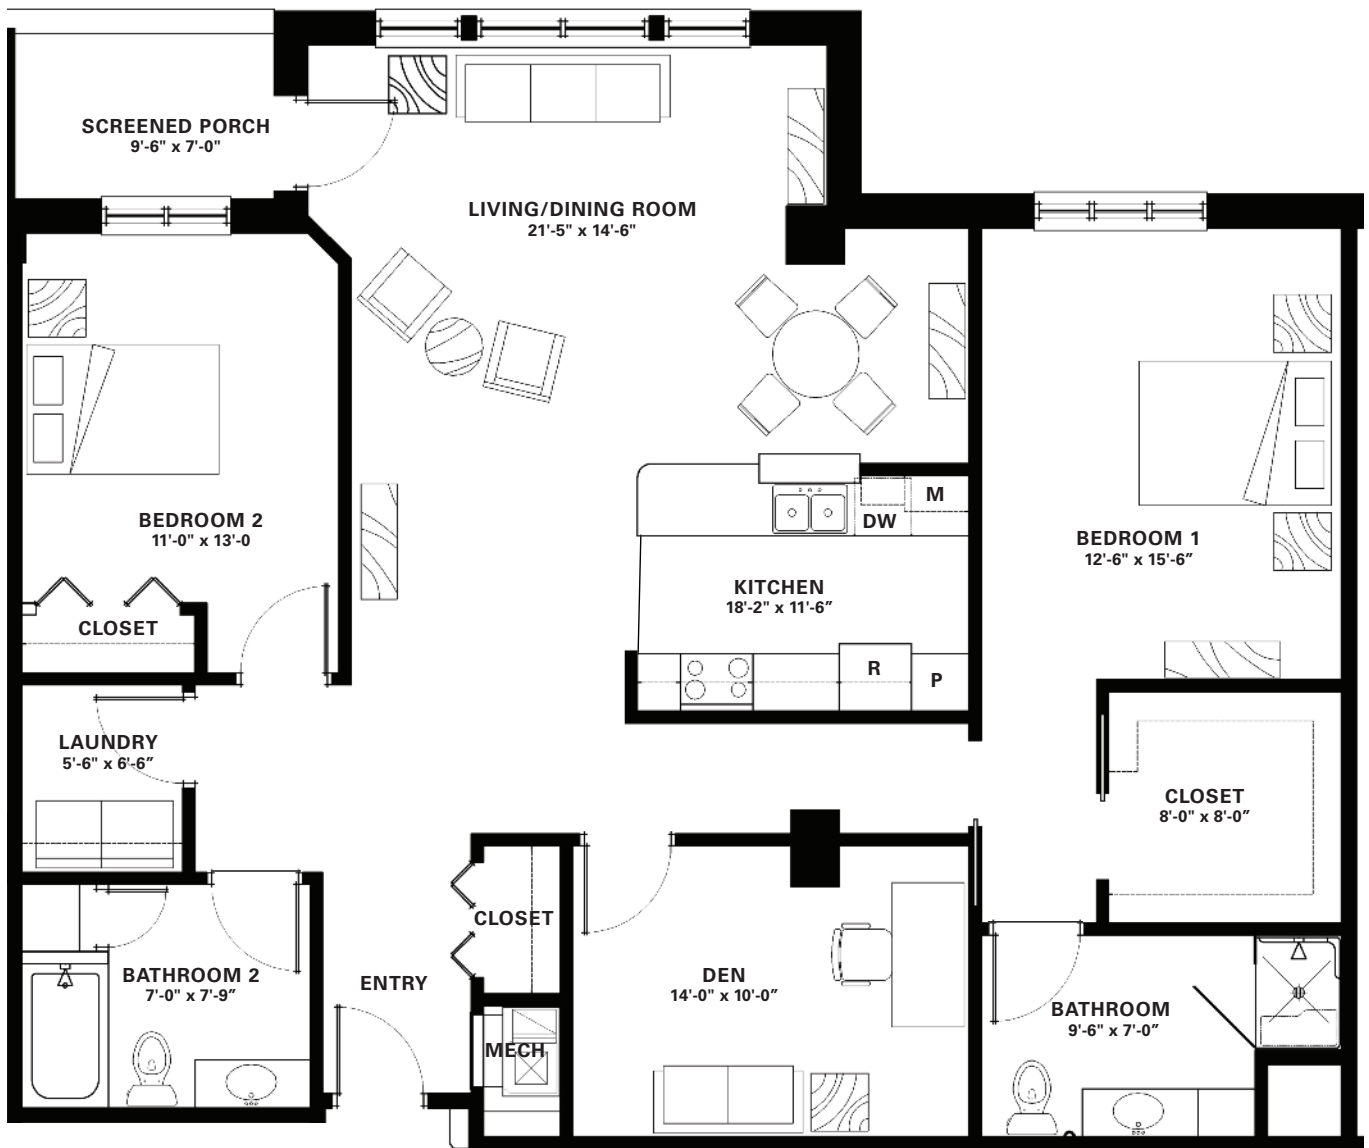 SCREENED PORCH
9'-6" x 7'-0"
LIVING/DINING ROOM
21'-5" x 14'-6"
BEDROOM 2
11'-0" x 13'-0
CLOSET
M
DW
KITCHEN
18'-2" x 11'-6”
R
P
BEDROOM 1
12'-6" x 15'-6”
LAUNDRY
5'-6" x 6'-6”
CLOSET
8'-0" x 8'-0”
BATHROOM 2
7'-0" x 7'-9”
ENTRY
CLOSET
MECH
DEN
14'-0" x 10'-0”
BATHROOM
9'-6" x 7'-0”